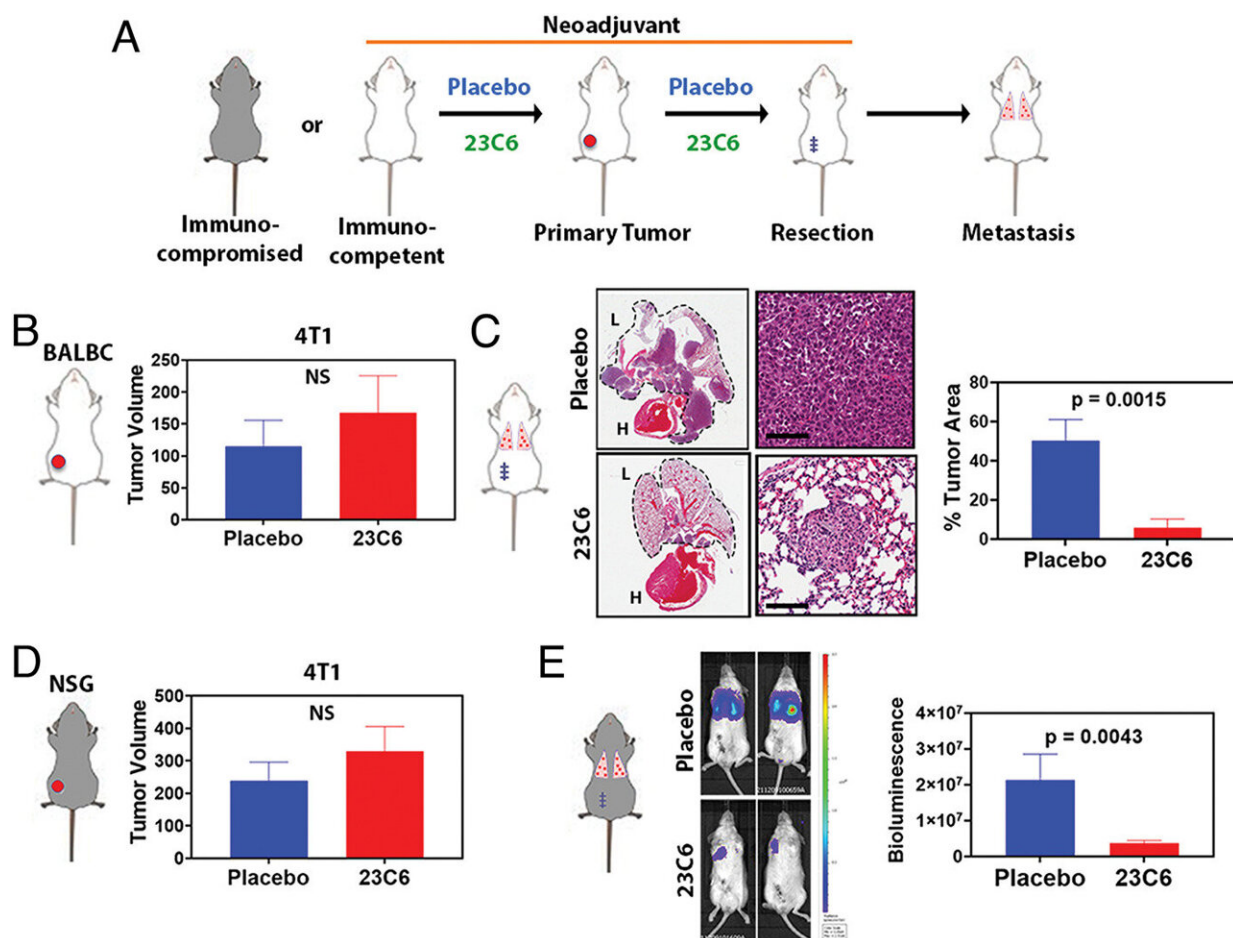 A
Neoadjuvant
Placebo
23C6
Placebo
23C6
or
Immuno-
compromised
Immuno-
competent
Primary Tumor
Resection
Metastasis
B
BALBC
4T1
NS
Tumor Volume
250
200
150
100
50
0
Placebo
23C6
C
Placebo
L
H
23C6
L
H
p = 0.0015
% Tumor Area
80
60
40
20
0
Placebo
23C6
D
NSG
4T1
NS
Tumor Volume
500
400
300
200
100
0
Placebo
23C6
E
Placebo
23C6
p = 0.0043
Bioluminescence
4×10⁷
3×10⁷
2×10⁷
1×10⁷
0
Placebo
23C6